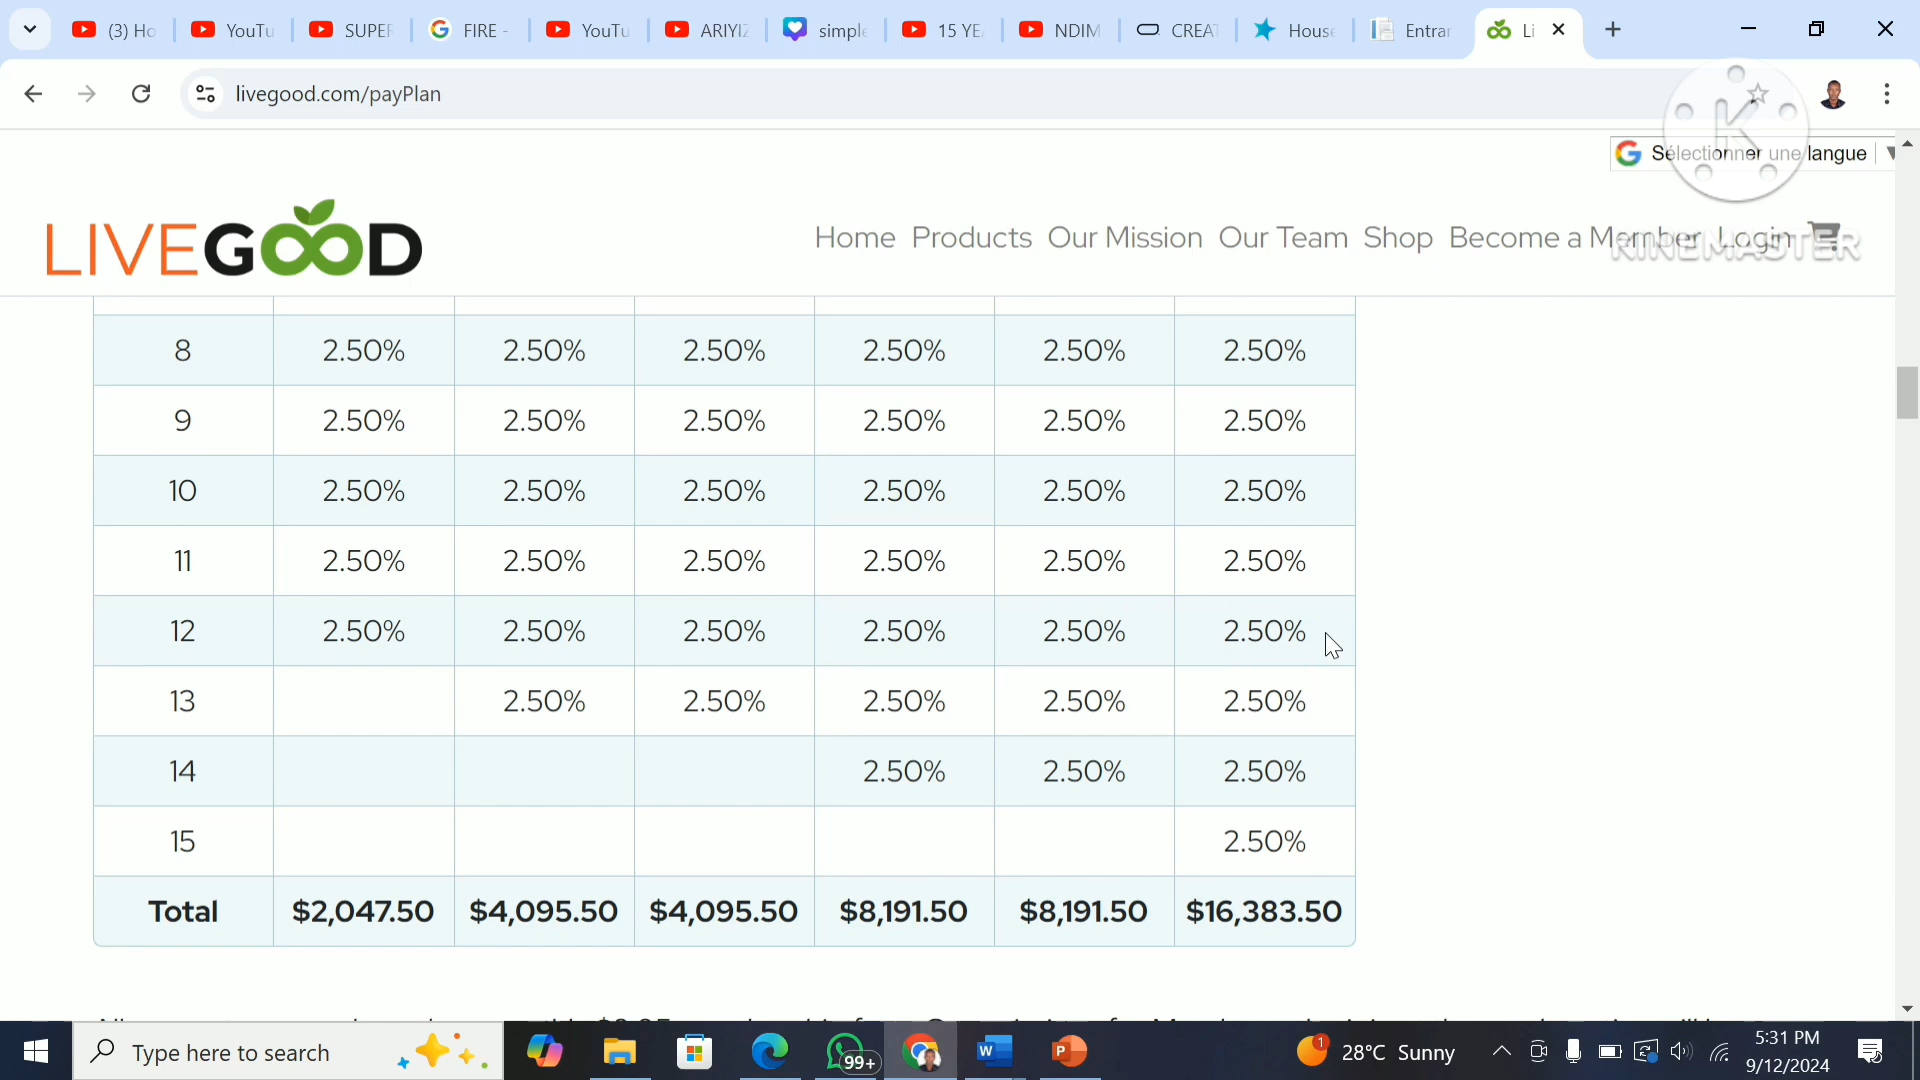 (3) Ho
YouTu
SUPER
FIRE -
YouTu
ARIYIZ
simple
15 YE
NDIM
CREAT
House
Entrar
Li
livegood.com/payPlan
Sélectionner une langue
LIVEGOOD
Home Products Our Mission Our Team Shop Become a Member Login
KINEMASTER
8 2.50% 2.50% 2.50% 2.50% 2.50% 2.50%
9 2.50% 2.50% 2.50% 2.50% 2.50% 2.50%
10 2.50% 2.50% 2.50% 2.50% 2.50% 2.50%
11 2.50% 2.50% 2.50% 2.50% 2.50% 2.50%
12 2.50% 2.50% 2.50% 2.50% 2.50% 2.50%
13 2.50% 2.50% 2.50% 2.50% 2.50%
14 2.50% 2.50% 2.50%
15 2.50%
Total $2,047.50 $4,095.50 $4,095.50 $8,191.50 $8,191.50 $16,383.50
Type here to search
99+
1
28°C Sunny
5:31 PM
9/12/2024